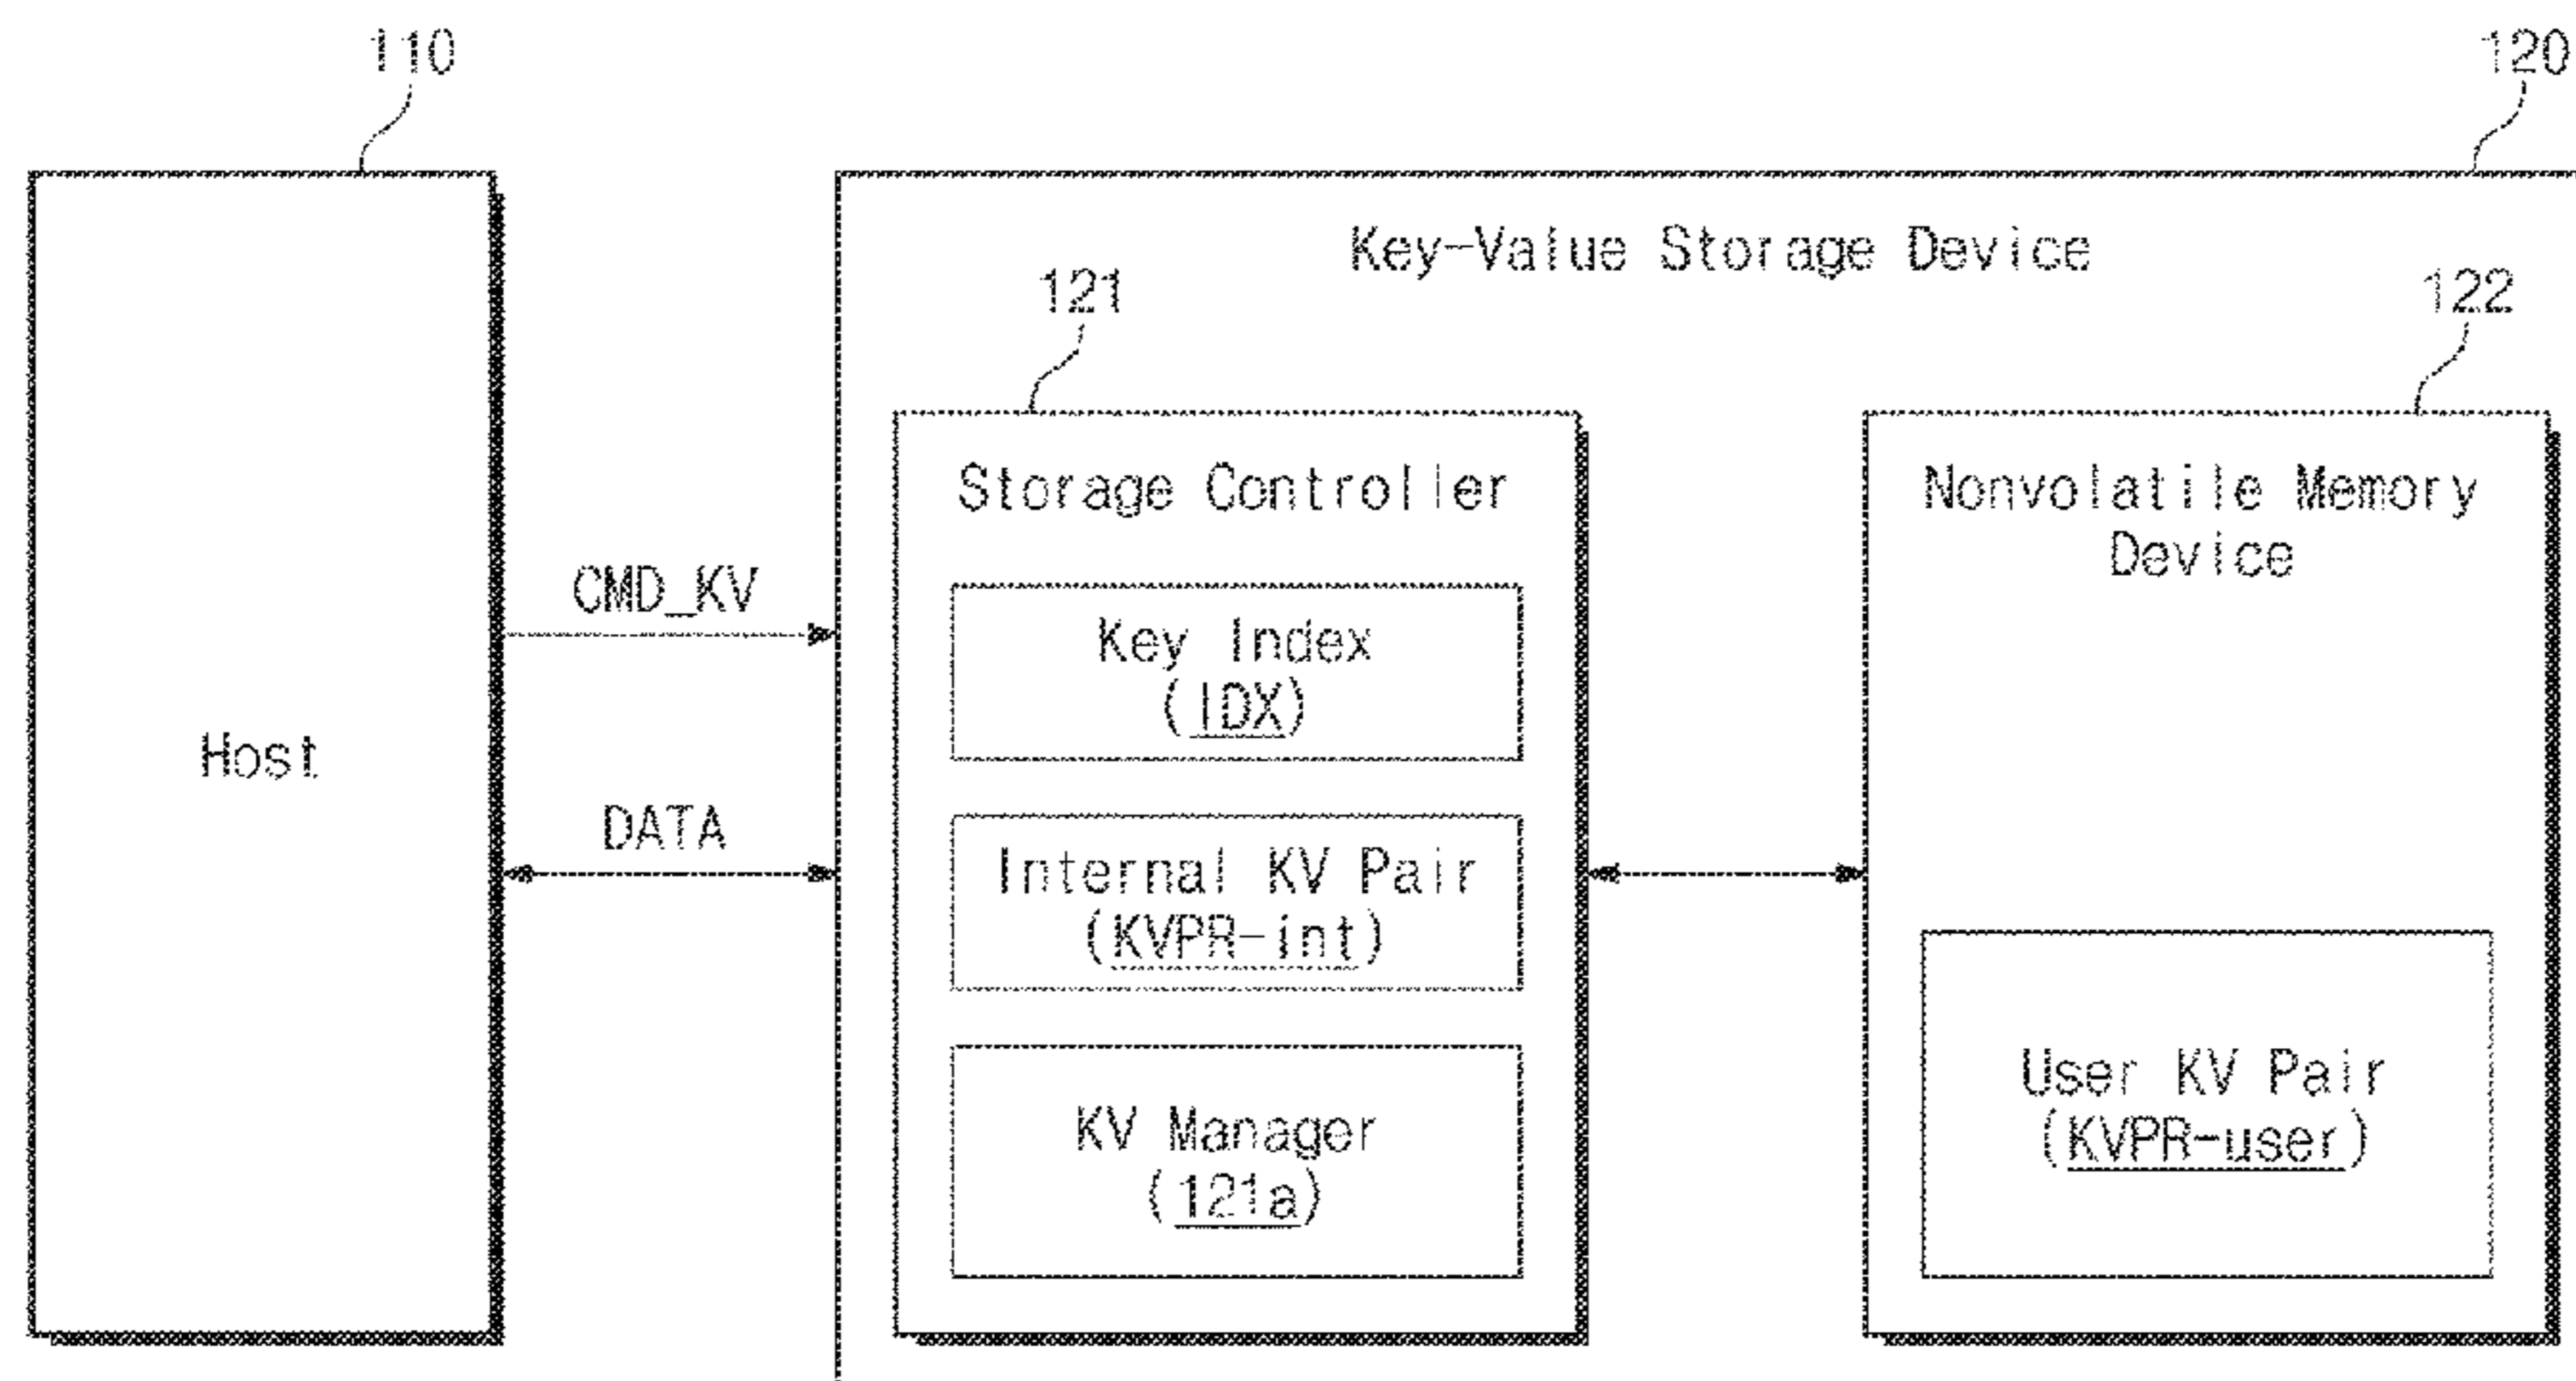 110
120
Key-Value Storage Device
121
122
Storage Controller
Nonvolatile Memory
Device
CMD_KV
Key Index
(IDX)
Host
DATA
Internal KV Pair
(KVPR-int)
User KV Pair
(KVPR-user)
KV Manager
(121a)